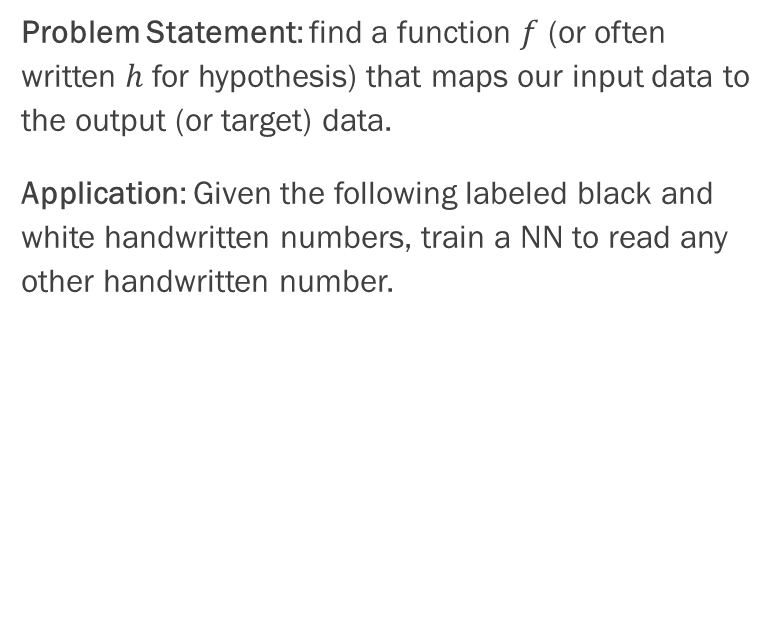 Problem Statement: find a function f (or often
written h for hypothesis) that maps our input data to
the output (or target) data.
Application: Given the following labeled black and
white handwritten numbers, train a NN to read any
other handwritten number.